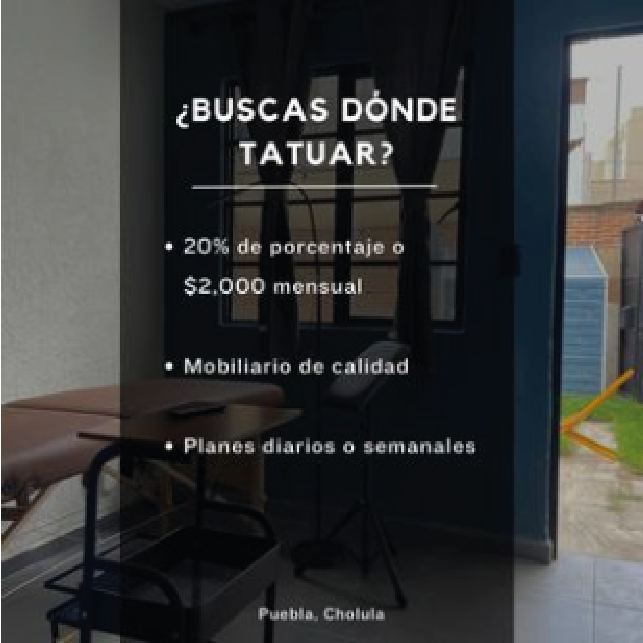 ¿BUSCAS DÓNDE
TATUAR?
• 20% de porcentaje o
$2,000 mensual
• Mobiliario de calidad
• Planes diarios o semanales
Puebla, Cholula